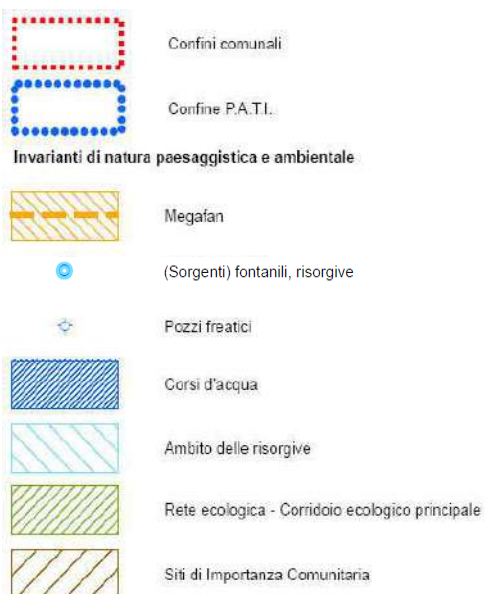 Confini comunali
Confine P.A.T.I.
Invarianti di natura paesaggistica e ambientale
Megafan
(Sorgenti) fontanili, risorgive
Pozzi freatici
Corsi d'acqua
Ambito delle risorgive
Rete ecologica - Corridoio ecologico principale
Siti di Importanza Comunitaria